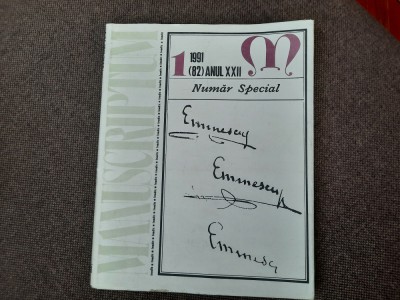 MANUSCRIPTUM
1 1991
(82) ANUL XXII
M
Număr Special
Eminescu
Eminescu
Eminescu